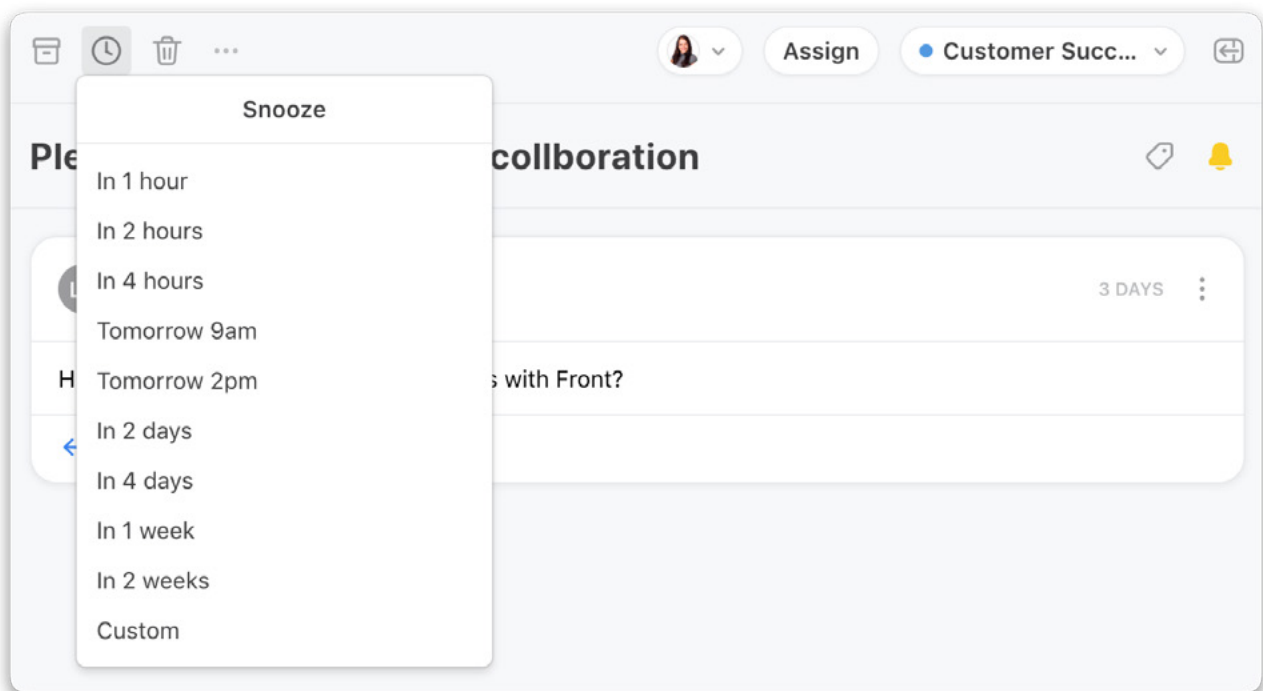 Assign
Customer Succ...
Snooze
Ple
collboration
In 1 hour
In 2 hours
In 4 hours
3 DAYS
Tomorrow 9am
H
s with Front?
Tomorrow 2pm
In 2 days
In 4 days
In 1 week
In 2 weeks
Custom